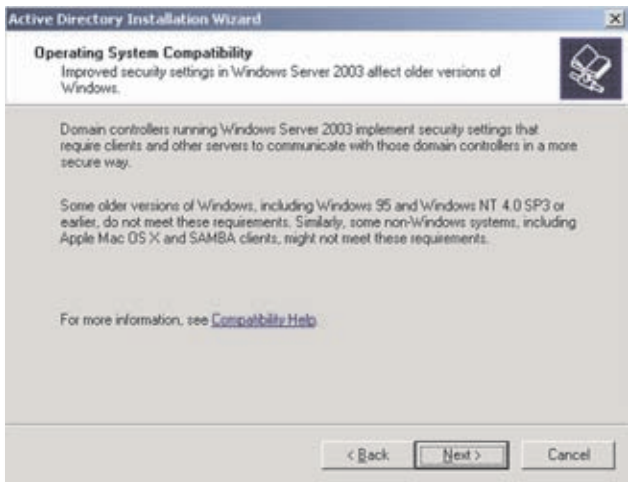 Active Directory Installation Wizard
Operating System Compatibility
Improved security settings in Windows Server 2003 affect older versions of
Windows.
Domain controllers running Windows Server 2003 implement security settings that
require clients and other servers to communicate with those domain controllers in a more
secure way.
Some older versions of Windows, including Windows 95 and Windows NT 4.0 SP3 or
earlier, do not meet these requirements. Similarly, some non-Windows systems, including
Apple Mac OS X and SAMBA clients, might not meet these requirements.
For more information, see Compatibility Help.
< Back Next > Cancel